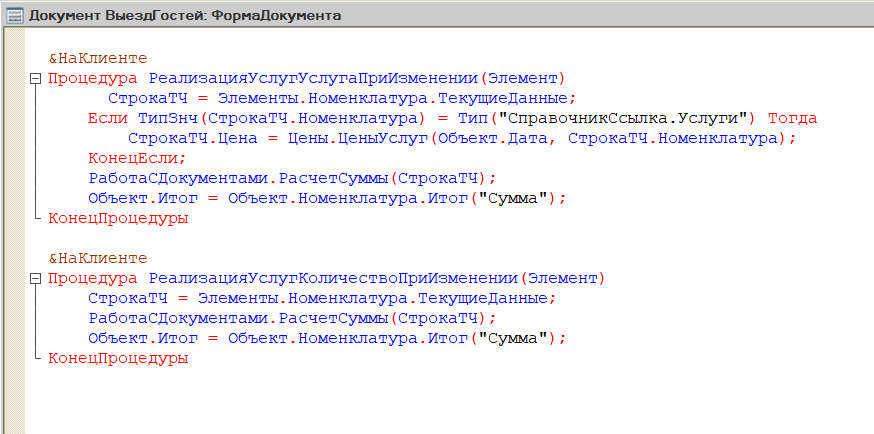 Документ ВыездГостей: ФормаДокумента
&НаКлиенте
Процедура РеализацияУслугУслугаПриИзменении(Элемент)
СтрокаТЧ = Элементы.Номенклатура.ТекущиеДанные;
Если ТипЗнч(СтрокаТЧ.Номенклатура) = Тип("СправочникСсылка.Услуги") Тогда
СтрокаТЧ.Цена = Цены.ЦеныУслуг(Объект.Дата, СтрокаТЧ.Номенклатура);
КонецЕсли;
РаботаСДокументами.РасчетСуммы(СтрокаТЧ);
Объект.Итог = Объект.Номенклатура.Итог("Сумма");
КонецПроцедуры
&НаКлиенте
Процедура РеализацияУслугКоличествоПриИзменении(Элемент)
СтрокаТЧ = Элементы.Номенклатура.ТекущиеДанные;
РаботаСДокументами.РасчетСуммы(СтрокаТЧ);
Объект.Итог = Объект.Номенклатура.Итог("Сумма");
КонецПроцедуры